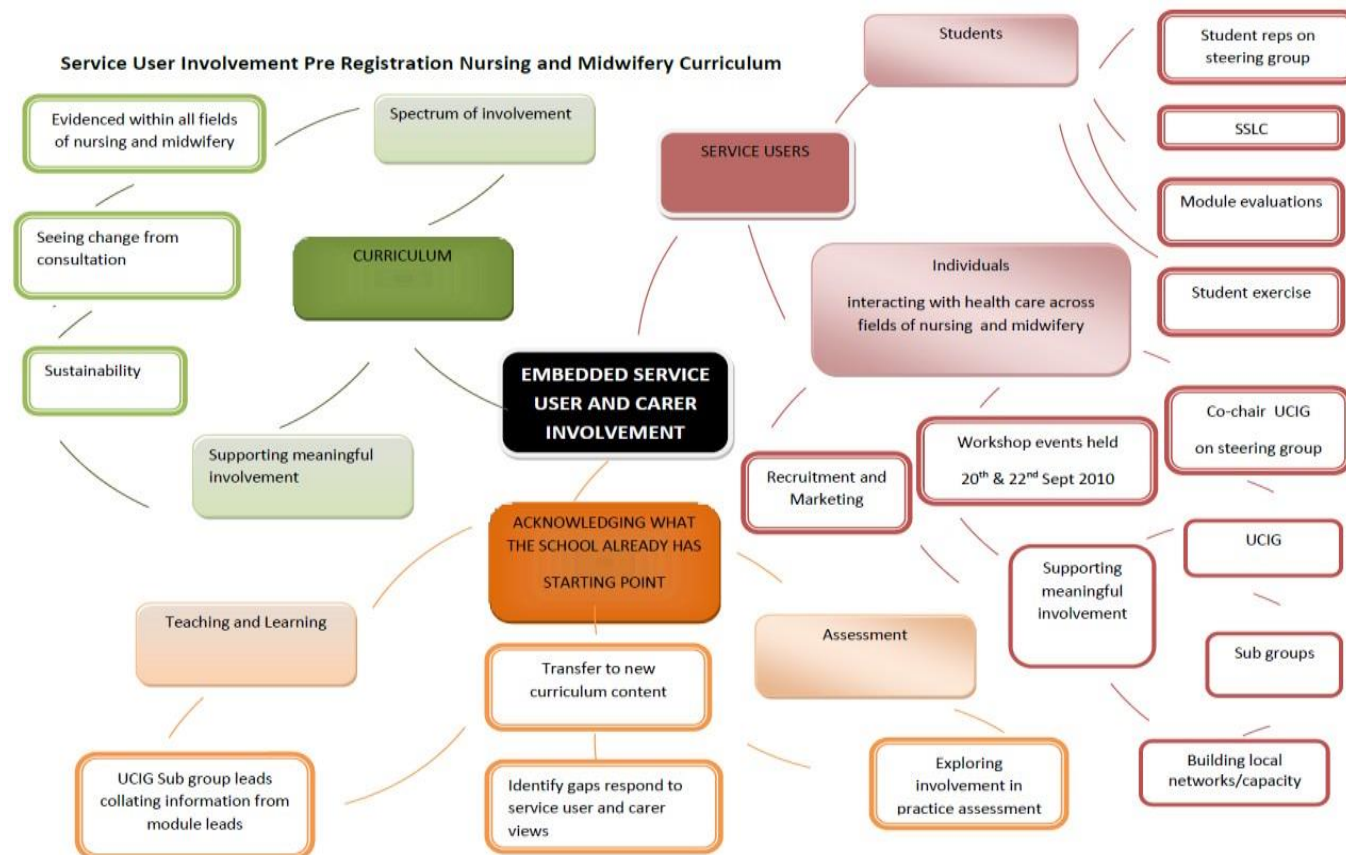 Service User Involvement Pre Registration Nursing and Midwifery Curriculum
Evidenced within all fields
of nursing and midwifery
Spectrum of involvement
Seeing change from
consultation
CURRICULUM
Sustainability
Supporting meaningful
involvement
EMBEDDED SERVICE
USER AND CARER
INVOLVEMENT
SERVICE USERS
Students
Student reps on
steering group
SSLC
Module evaluations
Student exercise
Individuals
interacting with health care across
fields of nursing and midwifery
Recruitment and
Marketing
Workshop events held
20th & 22nd Sept 2010
Co-chair UCIG
on steering group
UCIG
Supporting
meaningful
involvement
Sub groups
Building local
networks/capacity
ACKNOWLEDGING WHAT
THE SCHOOL ALREADY HAS
STARTING POINT
Teaching and Learning
UCIG Sub group leads
collating information from
module leads
Transfer to new
curriculum content
Identify gaps respond to
service user and carer
views
Assessment
Exploring
involvement in
practice assessment